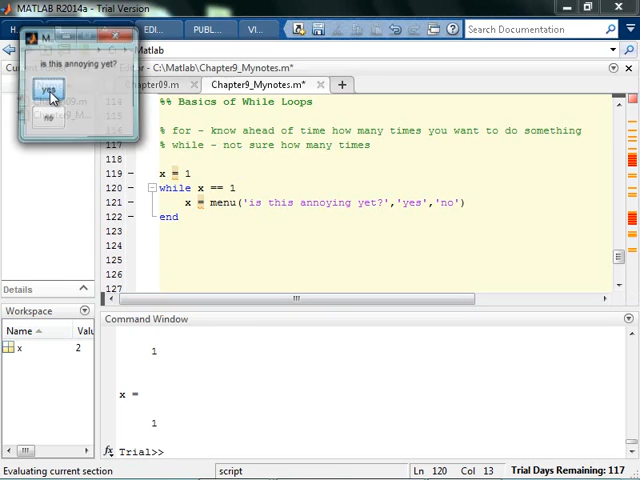 MATLAB R2014a - Trial Version
H.
EDIT...
PUBL...
VI...
Search Documentation
M...
is this annoying yet?
yes
no
Matlab
Editor - C:\Matlab\Chapter9_Mynotes.m*
Chapter09.m
Chapter9_Mynotes.m*
114 %% Basics of While Loops
115
116 % for - know ahead of time how many times you want to do something
117 % while - not sure how many times
118
119 x = 1
120 while x == 1
121 x = menu('is this annoying yet?','yes','no')
122 end
123
124
125
126
127
Details
Workspace
Name Valu
x 2
Command Window
1
x =
1
fx Trial>>
Evaluating current section
script
Ln 120 Col 13
Trial Days Remaining: 117